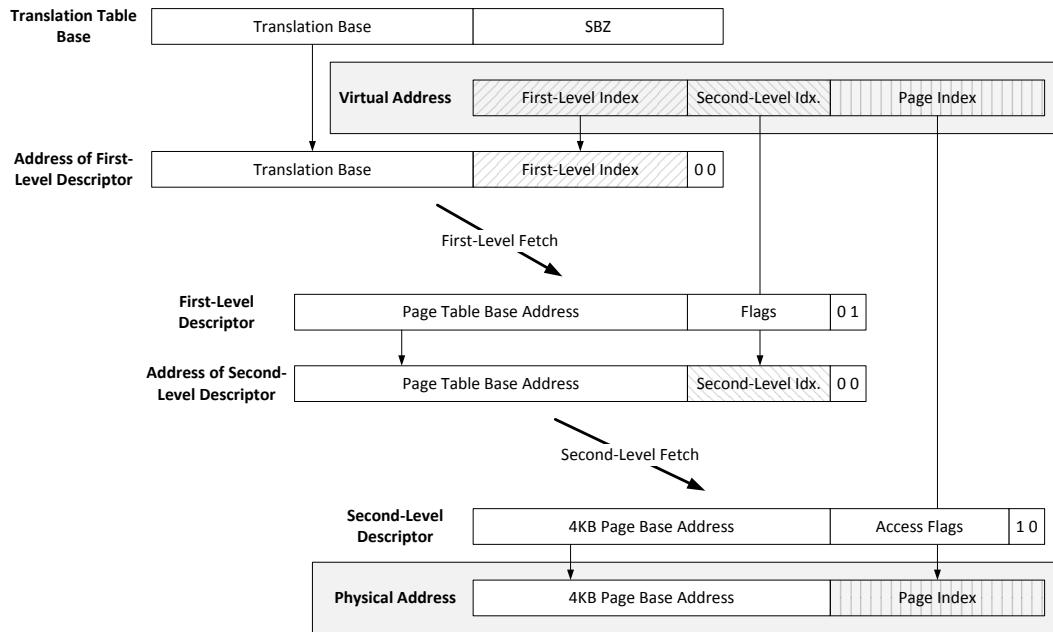 Translation Table
Base
Translation Base
SBZ
Virtual Address
First-Level Index
Second-Level Idx.
Page Index
Address of First-
Level Descriptor
Translation Base
First-Level Index
0 0
First-Level Fetch
First-Level
Descriptor
Page Table Base Address
Flags
0 1
Address of Second-
Level Descriptor
Page Table Base Address
Second-Level Idx.
0 0
Second-Level Fetch
Second-Level
Descriptor
4KB Page Base Address
Access Flags
1 0
Physical Address
4KB Page Base Address
Page Index